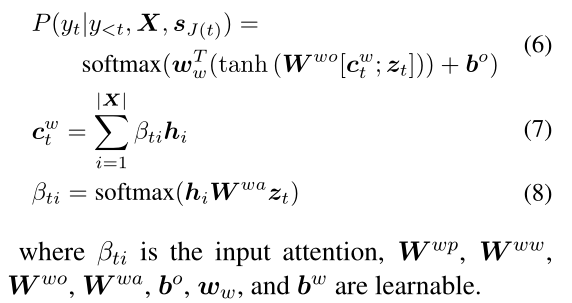 P(y_t|y_{<t}, X, s_{J(t)}) =
softmax(w_w^T(tanh (W^{wo}[c_t^w; z_t])) + b^o) (6)
c_t^w = \sum_{i=1}^{|X|} β_{ti}h_i (7)
β_{ti} = softmax(h_iW^{wa}z_t) (8)
where β_{ti} is the input attention, W^{wp}, W^{ww},
W^{wo}, W^{wa}, b^o, w_w, and b^w are learnable.